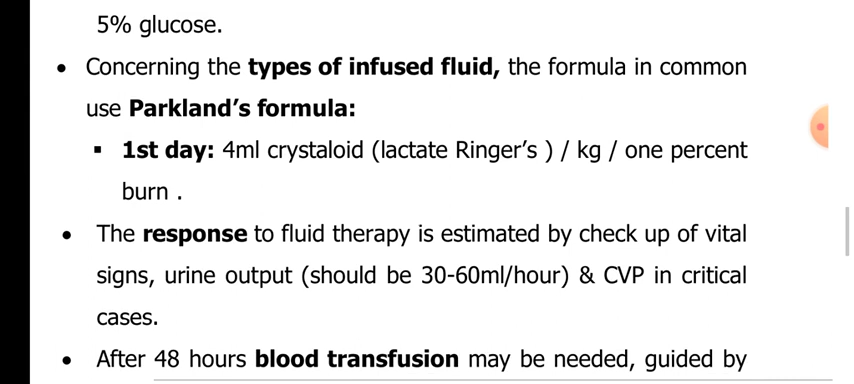 5% glucose.
• Concerning the types of infused fluid, the formula in common
use Parkland's formula:
▪ 1st day: 4ml crystaloid (lactate Ringer's ) / kg / one percent
burn .
• The response to fluid therapy is estimated by check up of vital
signs, urine output (should be 30-60ml/hour) & CVP in critical
cases.
• After 48 hours blood transfusion may be needed, guided by